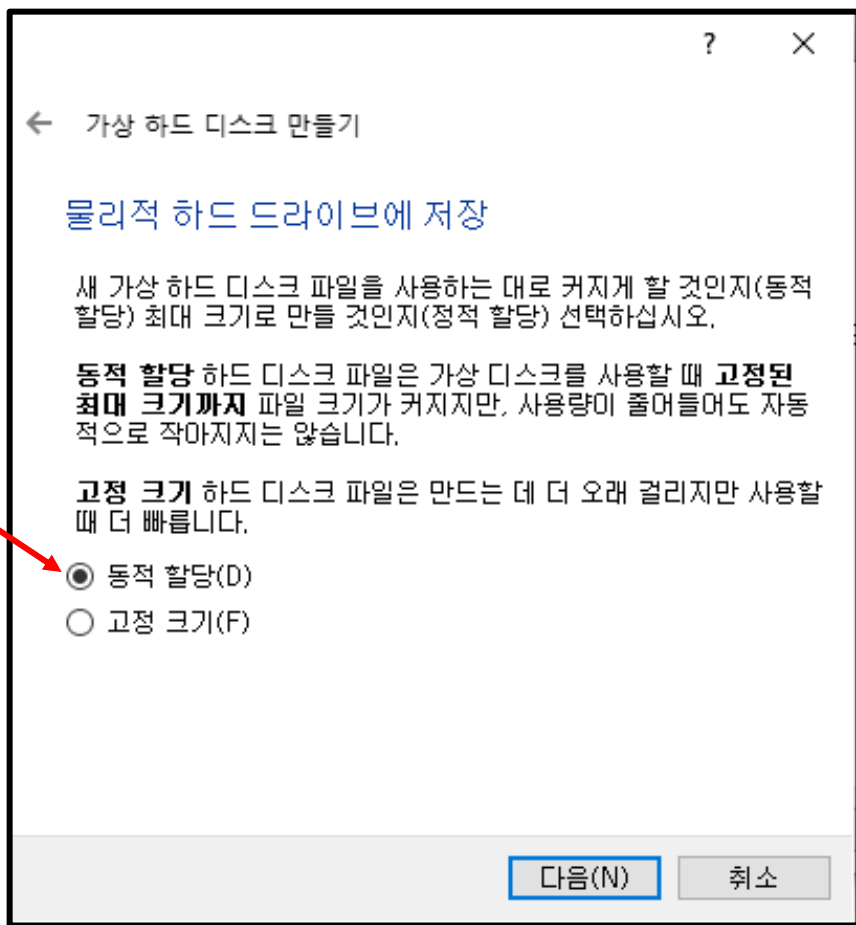 ?
가상 하드 디스크 만들기
물리적 하드 드라이브에 저장
새 가상 하드 디스크 파일을 사용하는 대로 커지게 할 것인지(동적
할당) 최대 크기로 만들 것인지(정적 할당) 선택하십시오.
동적 할당 하드 디스크 파일은 가상 디스크를 사용할 때 고정된
최대 크기까지 파일 크기가 커지지만, 사용량이 줄어들어도 자동
적으로 작아지지는 않습니다.
고정 크기 하드 디스크 파일은 만드는 데 더 오래 걸리지만 사용할
때 더 빠릅니다.
동적 할당(D)
고정 크기(F)
다음(N) 취소